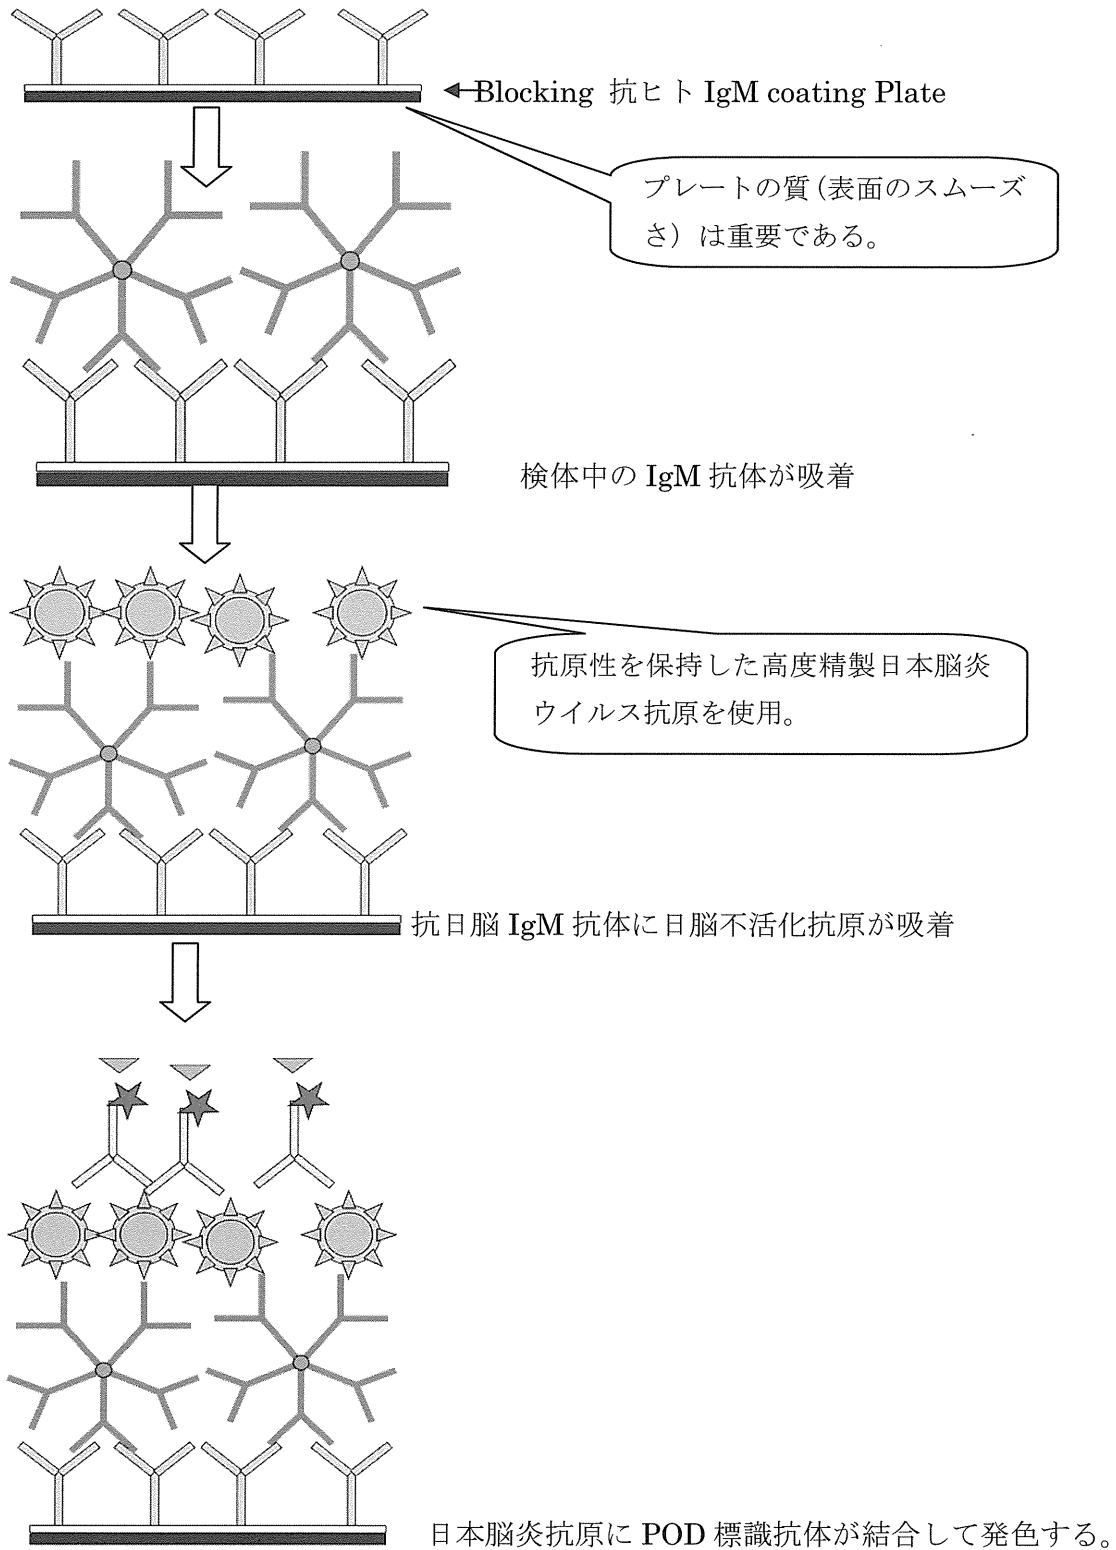 Blocking 抗ヒト IgM coating Plate
プレートの質(表面のスムーズ
さ）は重要である。
検体中の IgM 抗体が吸着
抗原性を保持した高度精製日本脳炎
ウイルス抗原を使用。
抗日脳 IgM 抗体に日脳不活化抗原が吸着
日本脳炎抗原に POD 標識抗体が結合して発色する。